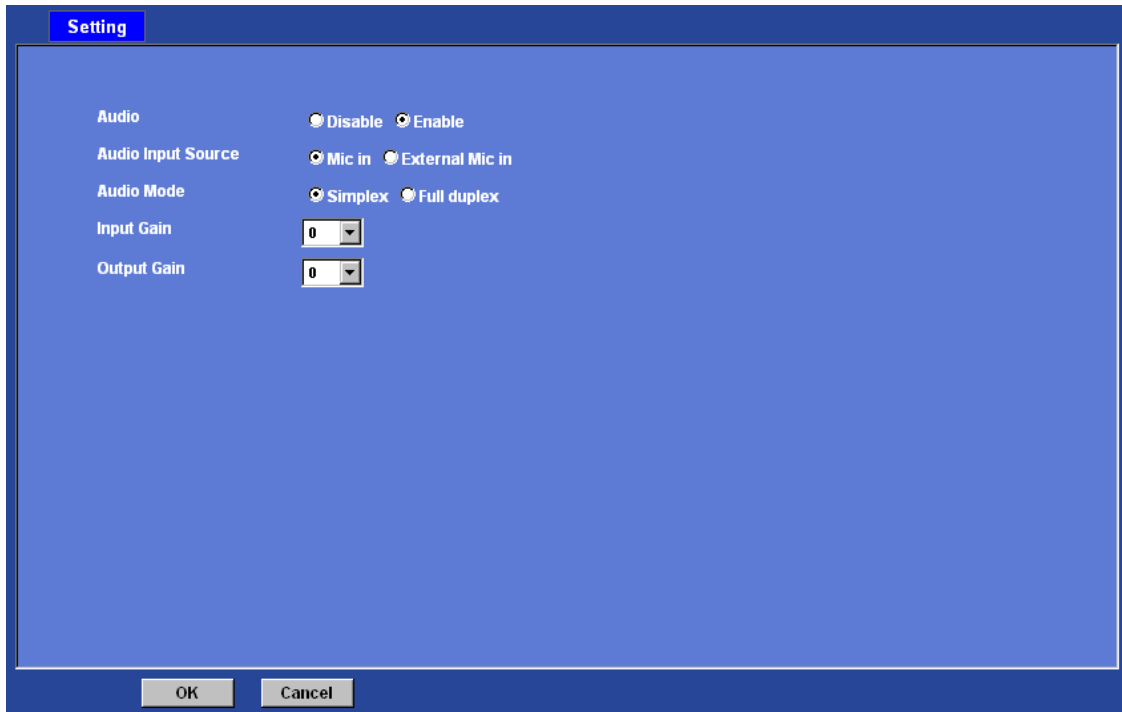 Setting
Audio Disable Enable
Audio Input Source Mic in External Mic in
Audio Mode Simplex Full duplex
Input Gain 0
Output Gain 0
OK Cancel